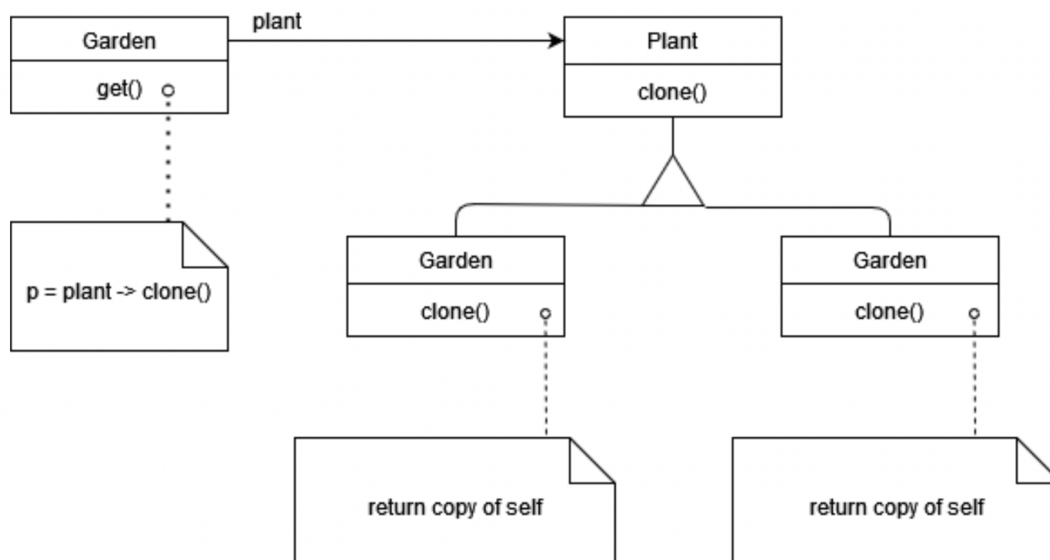 Garden
plant
Plant
get()
clone()
p = plant -> clone()
Garden
clone()
Garden
clone()
return copy of self
return copy of self